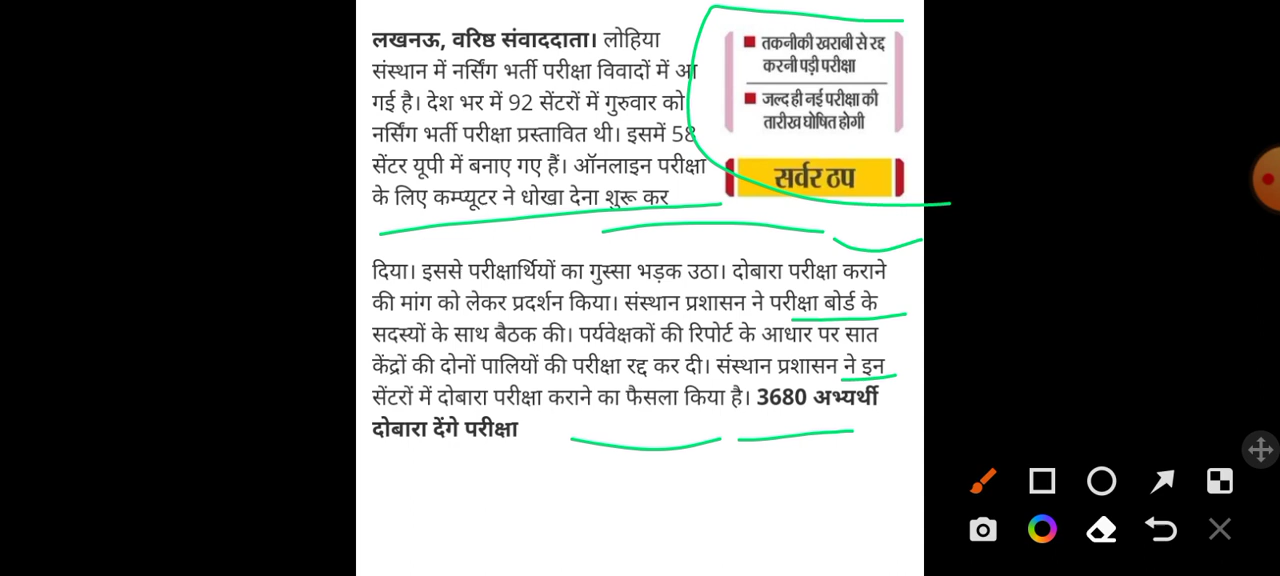 लखनऊ, वरिष्ठ संवाददाता। लोहिया
संस्थान में नर्सिंग भर्ती परीक्षा विवादों में आ
गई है। देश भर में 92 सेंटरों में गुरुवार को
नर्सिंग भर्ती परीक्षा प्रस्तावित थी। इसमें 58
सेंटर यूपी में बनाए गए हैं। ऑनलाइन परीक्षा
के लिए कम्प्यूटर ने धोखा देना शुरू कर
तकनीकी खराबी से रद्द
करनी पड़ी परीक्षा
जल्द ही नई परीक्षा की
तारीख घोषित होगी
सर्वर ठप
दिया। इससे परीक्षार्थियों का गुस्सा भड़क उठा। दोबारा परीक्षा कराने
की मांग को लेकर प्रदर्शन किया। संस्थान प्रशासन ने परीक्षा बोर्ड के
सदस्यों के साथ बैठक की। पर्यवेक्षकों की रिपोर्ट के आधार पर सात
केंद्रों की दोनों पालियों की परीक्षा रद्द कर दी। संस्थान प्रशासन ने इन
सेंटरों में दोबारा परीक्षा कराने का फैसला किया है। 3680 अभ्यर्थी
दोबारा देंगे परीक्षा